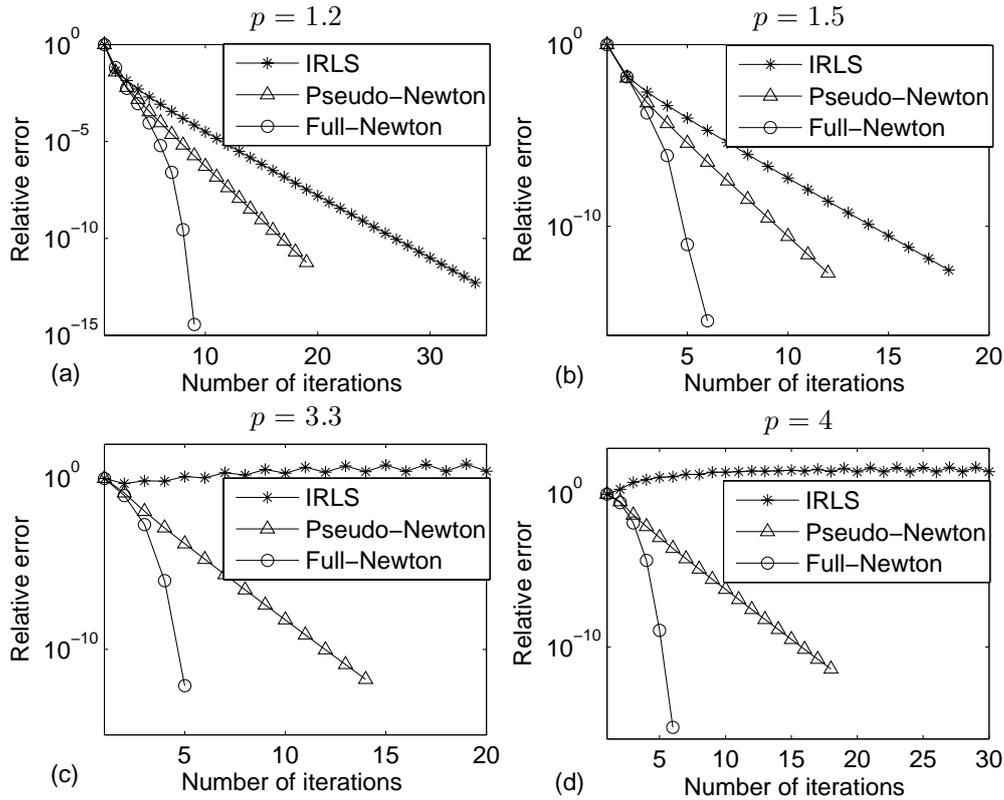 p = 1.2
10^0
10^−5
10^−10
10^−15
Relative error
IRLS
Pseudo−Newton
Full−Newton
10 20 30
(a)
Number of iterations
p = 1.5
10^0
10^−10
Relative error
IRLS
Pseudo−Newton
Full−Newton
5 10 15 20
(b)
Number of iterations
p = 3.3
10^0
10^−10
Relative error
IRLS
Pseudo−Newton
Full−Newton
5 10 15 20
(c)
Number of iterations
p = 4
10^0
10^−10
Relative error
IRLS
Pseudo−Newton
Full−Newton
5 10 15 20 25 30
(d)
Number of iterations